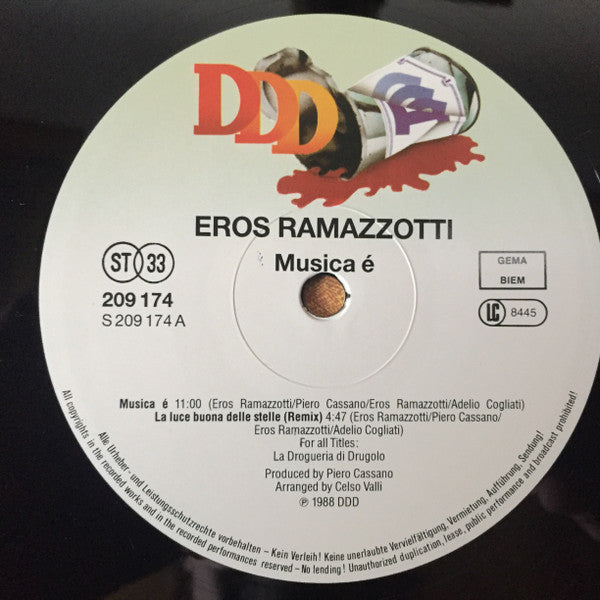 DDD
EROS RAMAZZOTTI
Musica é
ST 33
209 174
S 209 174 A
GEMA
BIEM
LC 8445
Musica é 11:00 (Eros Ramazzotti/Piero Cassano/Eros Ramazzotti/Adelio Cogliati)
La luce buona delle stelle (Remix) 4:47 (Eros Ramazzotti/Piero Cassano/
Eros Ramazzotti/Adelio Cogliati)
For all Titles:
La Drogueria di Drugolo
Produced by Piero Cassano
Arranged by Celso Valli
℗ 1988 DDD
Alle Urheber- und Leistungsschutzrechte vorbehalten – Kein Verleih! Keine unerlaubte Vervielfältigung, Vermietung, Aufführung, Sendung!
All copyrights in the recorded works and in the recorded performances reserved – No lending! Unauthorized duplication, lease, public performance and broadcast prohibited!